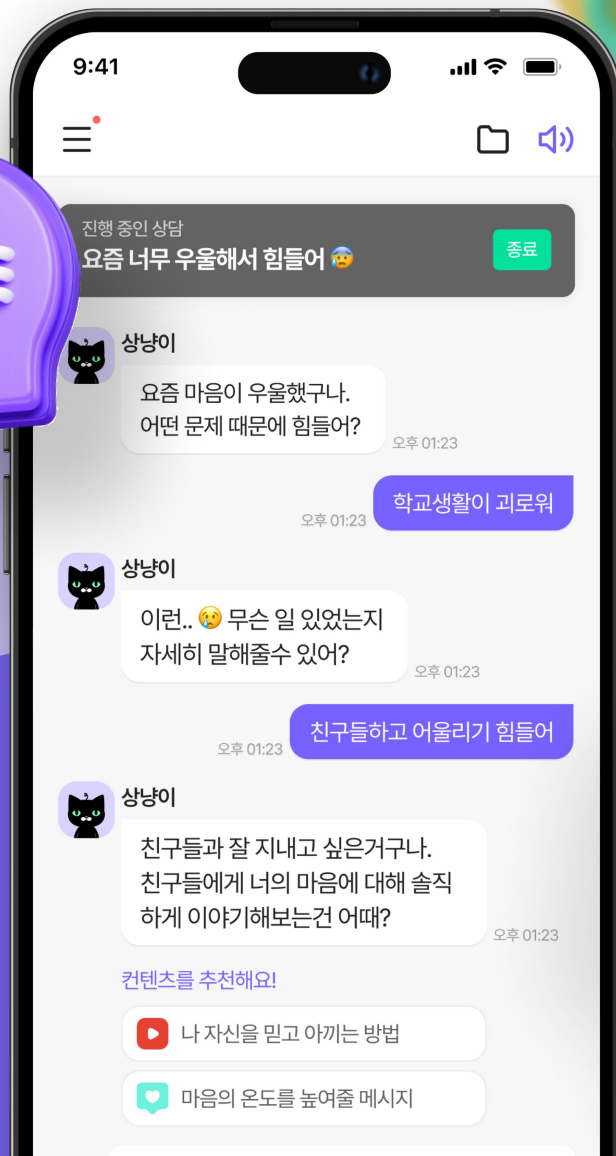 9:41
진행 중인 상담
요즘 너무 우울해서 힘들어 😰
종료
상냥이
요즘 마음이 우울했구나.
어떤 문제 때문에 힘들어?
오후 01:23
학교생활이 괴로워
오후 01:23
상냥이
이런.. 😢 무슨 일 있었는지
자세히 말해줄수 있어?
오후 01:23
친구들하고 어울리기 힘들어
오후 01:23
상냥이
친구들과 잘 지내고 싶은거구나.
친구들에게 너의 마음에 대해 솔직
하게 이야기해보는건 어때?
오후 01:23
컨텐츠를 추천해요!
나 자신을 믿고 아끼는 방법
마음의 온도를 높여줄 메시지